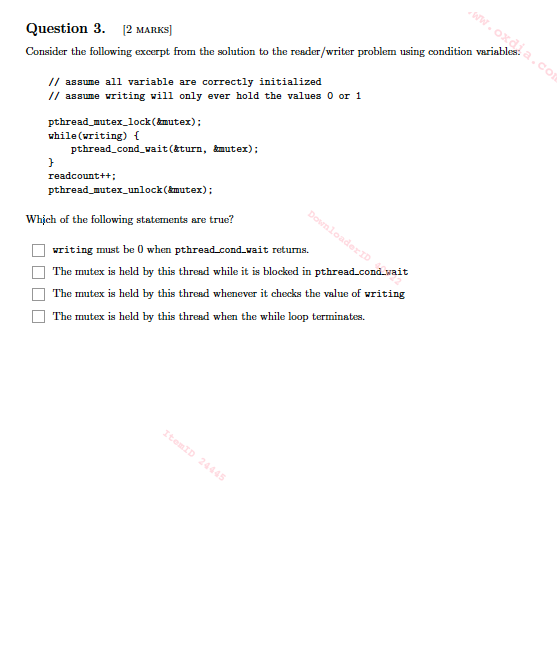 Question 3. [2 MARKS]
Consider the following excerpt from the solution to the reader/writer problem using condition variables:
// assume all variable are correctly initialized
// assume writing will only ever hold the values 0 or 1
pthread_mutex_lock(&mutex);
while(writing) {
pthread_cond_wait(&turn, &mutex);
}
readcount++;
pthread_mutex_unlock(&mutex);
Which of the following statements are true?
writing must be 0 when pthread_cond_wait returns.
The mutex is held by this thread while it is blocked in pthread_cond_wait
The mutex is held by this thread whenever it checks the value of writing
The mutex is held by this thread when the while loop terminates.
DownloaderID
ItemID 24445